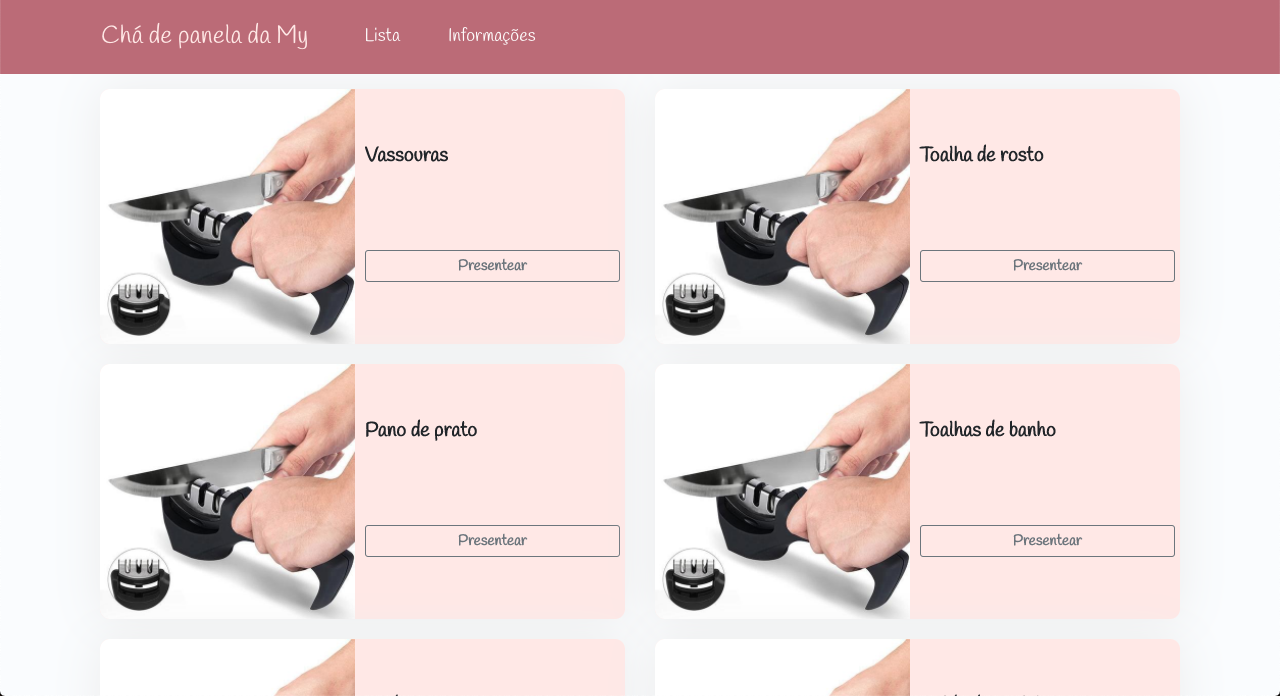 Chá de panela da My
Lista
Informações
Vassouras
Presentear
Toalha de rosto
Presentear
Pano de prato
Presentear
Toalhas de banho
Presentear